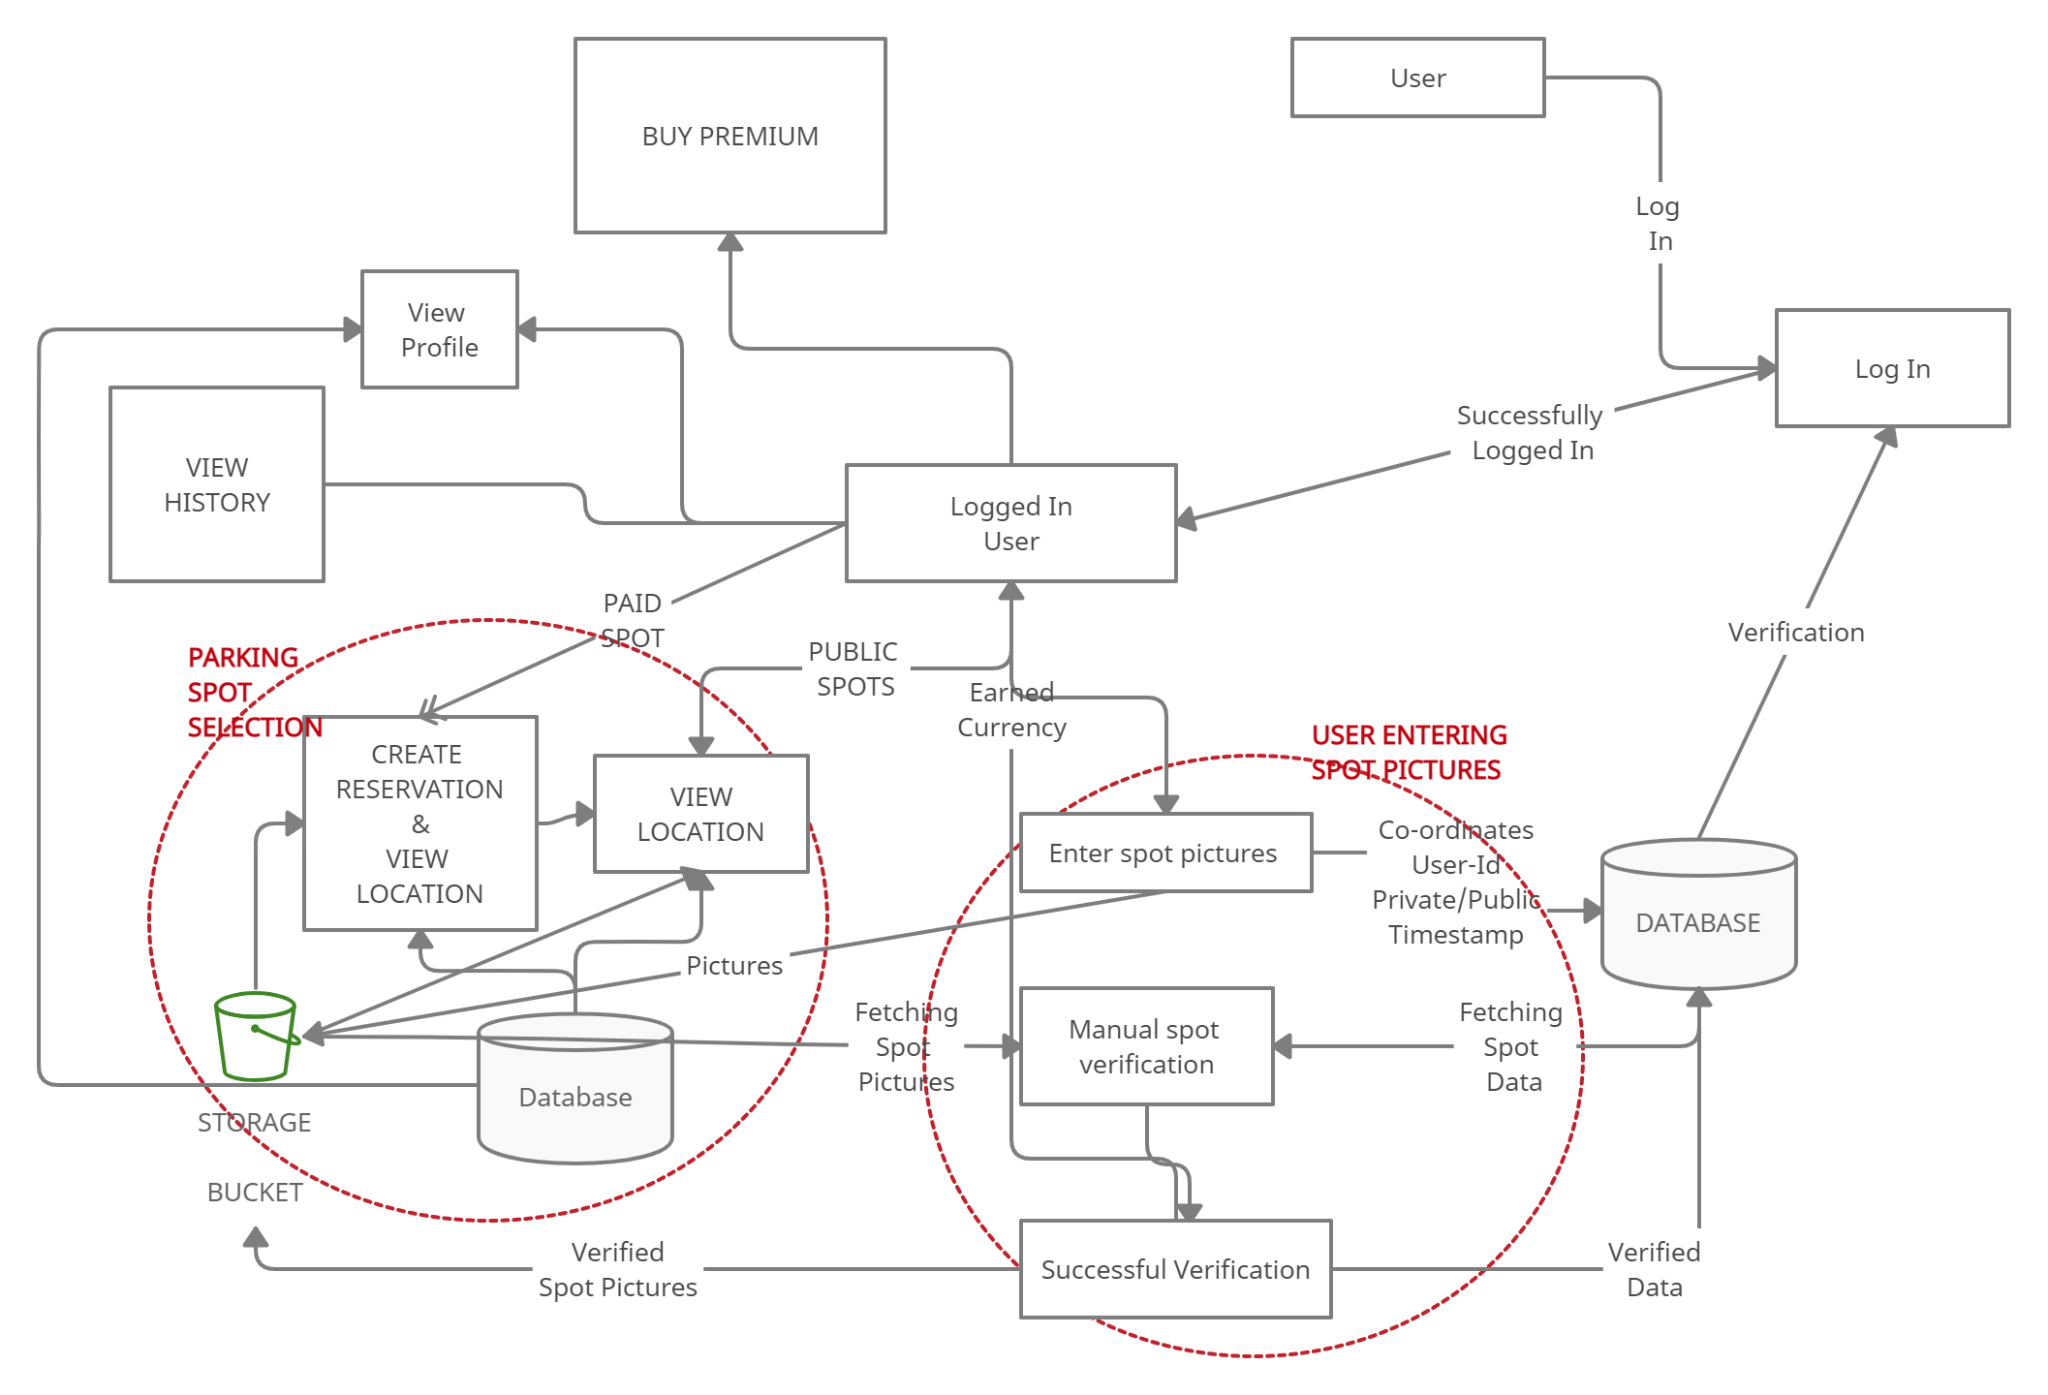 BUY PREMIUM
User
Log
In
View
Profile
Log In
Successfully
Logged In
VIEW
HISTORY
Logged In
User
PAID
SPOT
PUBLIC
SPOTS
Verification
PARKING
SPOT
SELECTION
Earned
Currency
USER ENTERING
SPOT PICTURES
CREATE
RESERVATION
&
VIEW
LOCATION
VIEW
LOCATION
Enter spot pictures
Co-ordinates
User-Id
Private/Public
Timestamp
DATABASE
Pictures
Fetching
Spot
Pictures
Manual spot
verification
Fetching
Spot
Data
Database
STORAGE
BUCKET
Verified
Spot Pictures
Successful Verification
Verified
Data